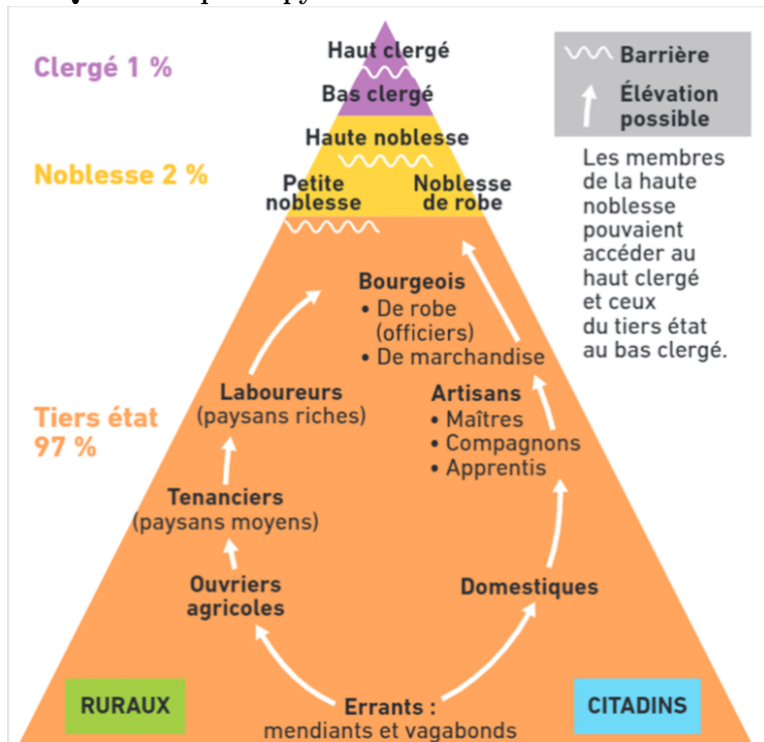 Haut clergé
Clergé 1 %
Bas clergé
Haute noblesse
Noblesse 2 %
Petite
noblesse
Noblesse
de robe
Barrière
Élévation
possible
Les membres
de la haute
noblesse
pouvaient
accéder au
haut clergé
et ceux
du tiers état
au bas clergé.
Bourgeois
• De robe
(officiers)
• De marchandise
Laboureurs
(paysans riches)
Artisans
• Maîtres
• Compagnons
• Apprentis
Tiers état
97 %
Tenanciers
(paysans moyens)
Ouvriers
agricoles
Domestiques
RURAUX
Errants :
mendiants et vagabonds
CITADINS